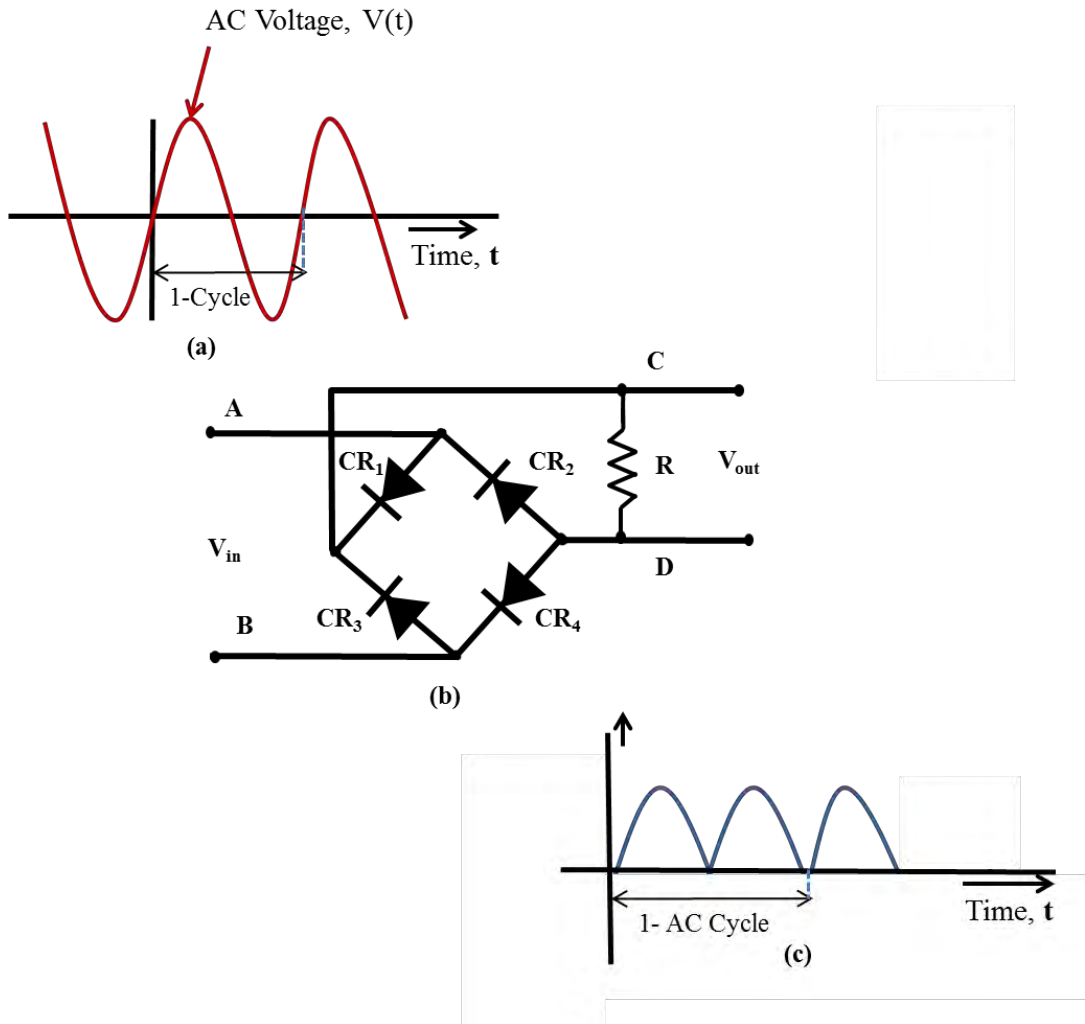 AC Voltage, V(t)
Time, t
1-Cycle
(a)
C
A
CR1
CR2
R
Vout
Vin
D
CR3
CR4
B
(b)
1- AC Cycle
Time, t
(c)